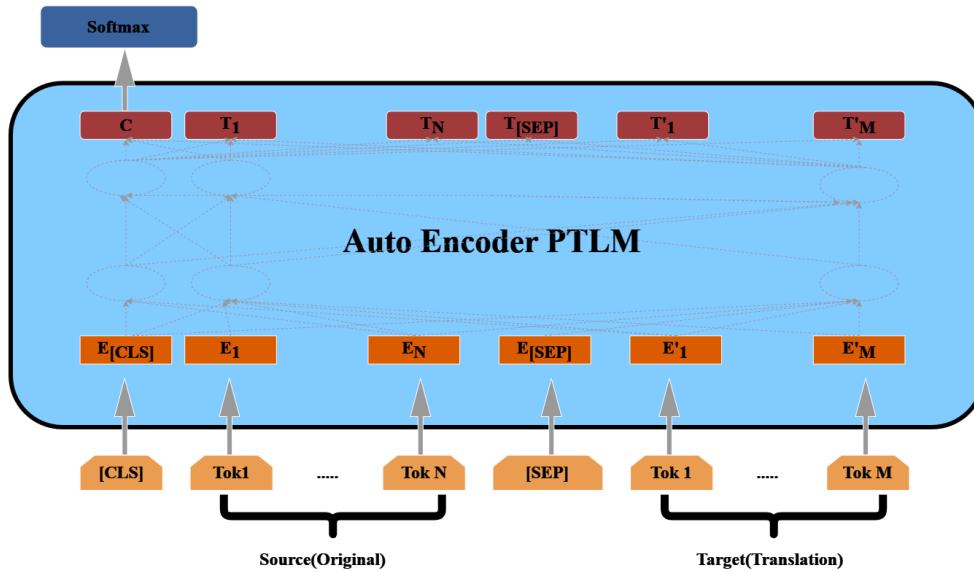 Softmax
C T1 TN T[SEP] T'1 T'M
Auto Encoder PTLM
E[CLS] E1 EN E[SEP] E'1 E'M
[CLS] Tok1 ..... Tok N [SEP] Tok 1 ..... Tok M
Source(Original) Target(Translation)